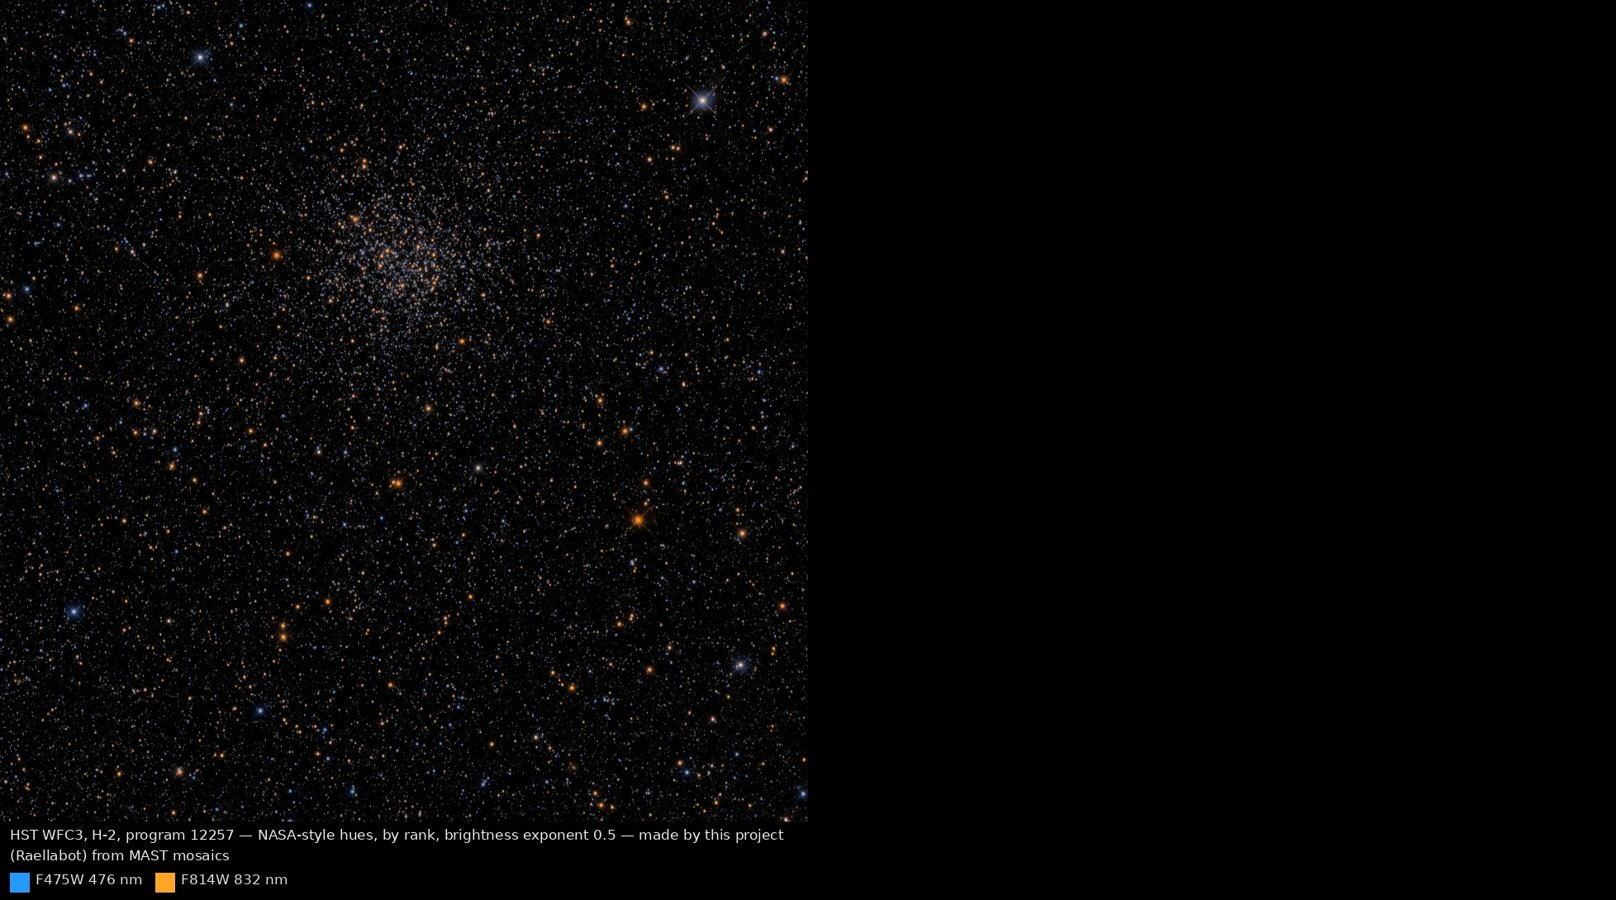 HST WFC3, H-2, program 12257 — NASA-style hues, by rank, brightness exponent 0.5 — made by this project
(Raellabot) from MAST mosaics
F475W 476 nm F814W 832 nm